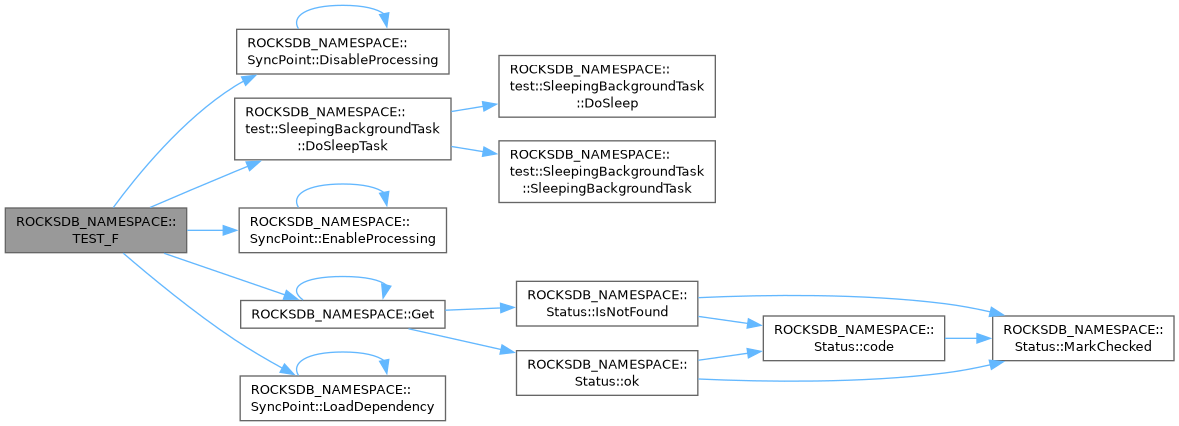 ROCKSDB_NAMESPACE::
TEST_F
ROCKSDB_NAMESPACE::
SyncPoint::DisableProcessing
ROCKSDB_NAMESPACE::
test::SleepingBackgroundTask
::DoSleepTask
ROCKSDB_NAMESPACE::
test::SleepingBackgroundTask
::DoSleep
ROCKSDB_NAMESPACE::
test::SleepingBackgroundTask
::SleepingBackgroundTask
ROCKSDB_NAMESPACE::
SyncPoint::EnableProcessing
ROCKSDB_NAMESPACE::Get
ROCKSDB_NAMESPACE::
Status::IsNotFound
ROCKSDB_NAMESPACE::
Status::code
ROCKSDB_NAMESPACE::
Status::MarkChecked
ROCKSDB_NAMESPACE::
Status::ok
ROCKSDB_NAMESPACE::
SyncPoint::LoadDependency